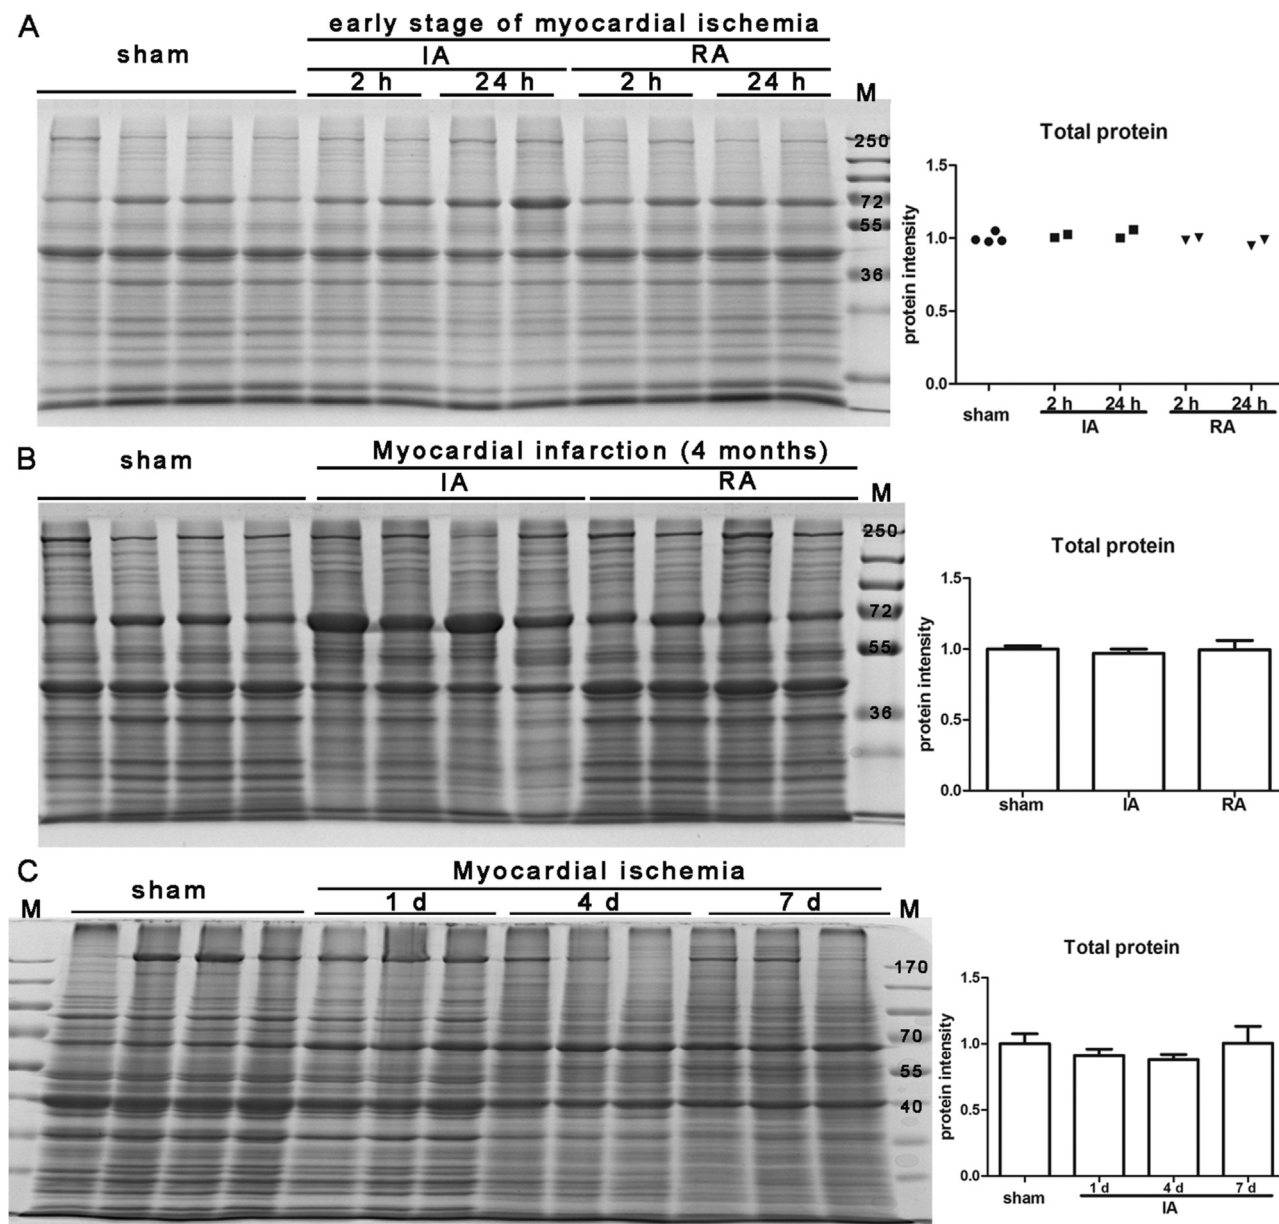 A
early stage of myocardial ischemia
sham
IA
RA
2 h
24 h
2 h
24 h
M
250
72
55
36
Total protein
protein intensity
1.5
1.0
0.5
0.0
sham
2 h
24 h
2 h
24 h
IA
RA
B
sham
Myocardial infarction (4 months)
IA
RA
M
250
72
55
36
Total protein
protein intensity
1.5
1.0
0.5
0.0
sham
IA
RA
C
M
sham
Myocardial ischemia
1 d
4 d
7 d
M
170
70
55
40
Total protein
protein intensity
1.5
1.0
0.5
0.0
sham
1 d
4 d
7 d
IA